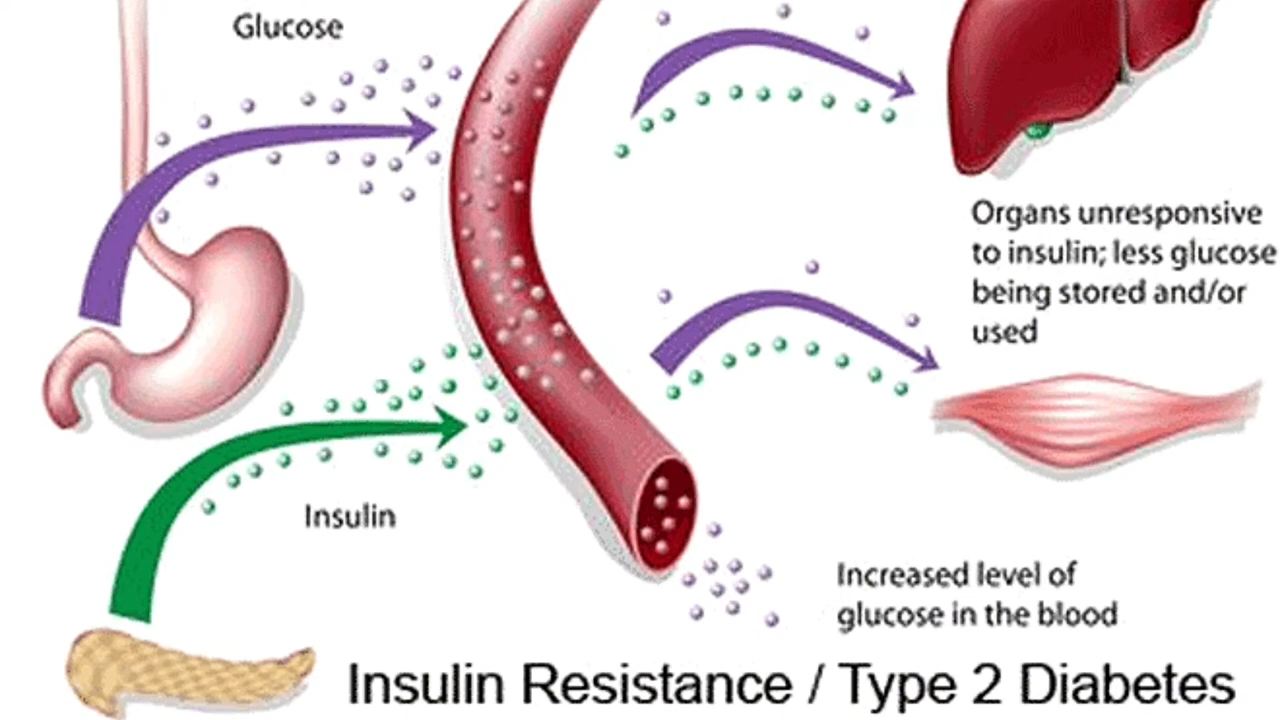 Glucose
Organs unresponsive
to insulin; less glucose
being stored and/or
used
Insulin
Increased level of
glucose in the blood
Insulin Resistance / Type 2 Diabetes